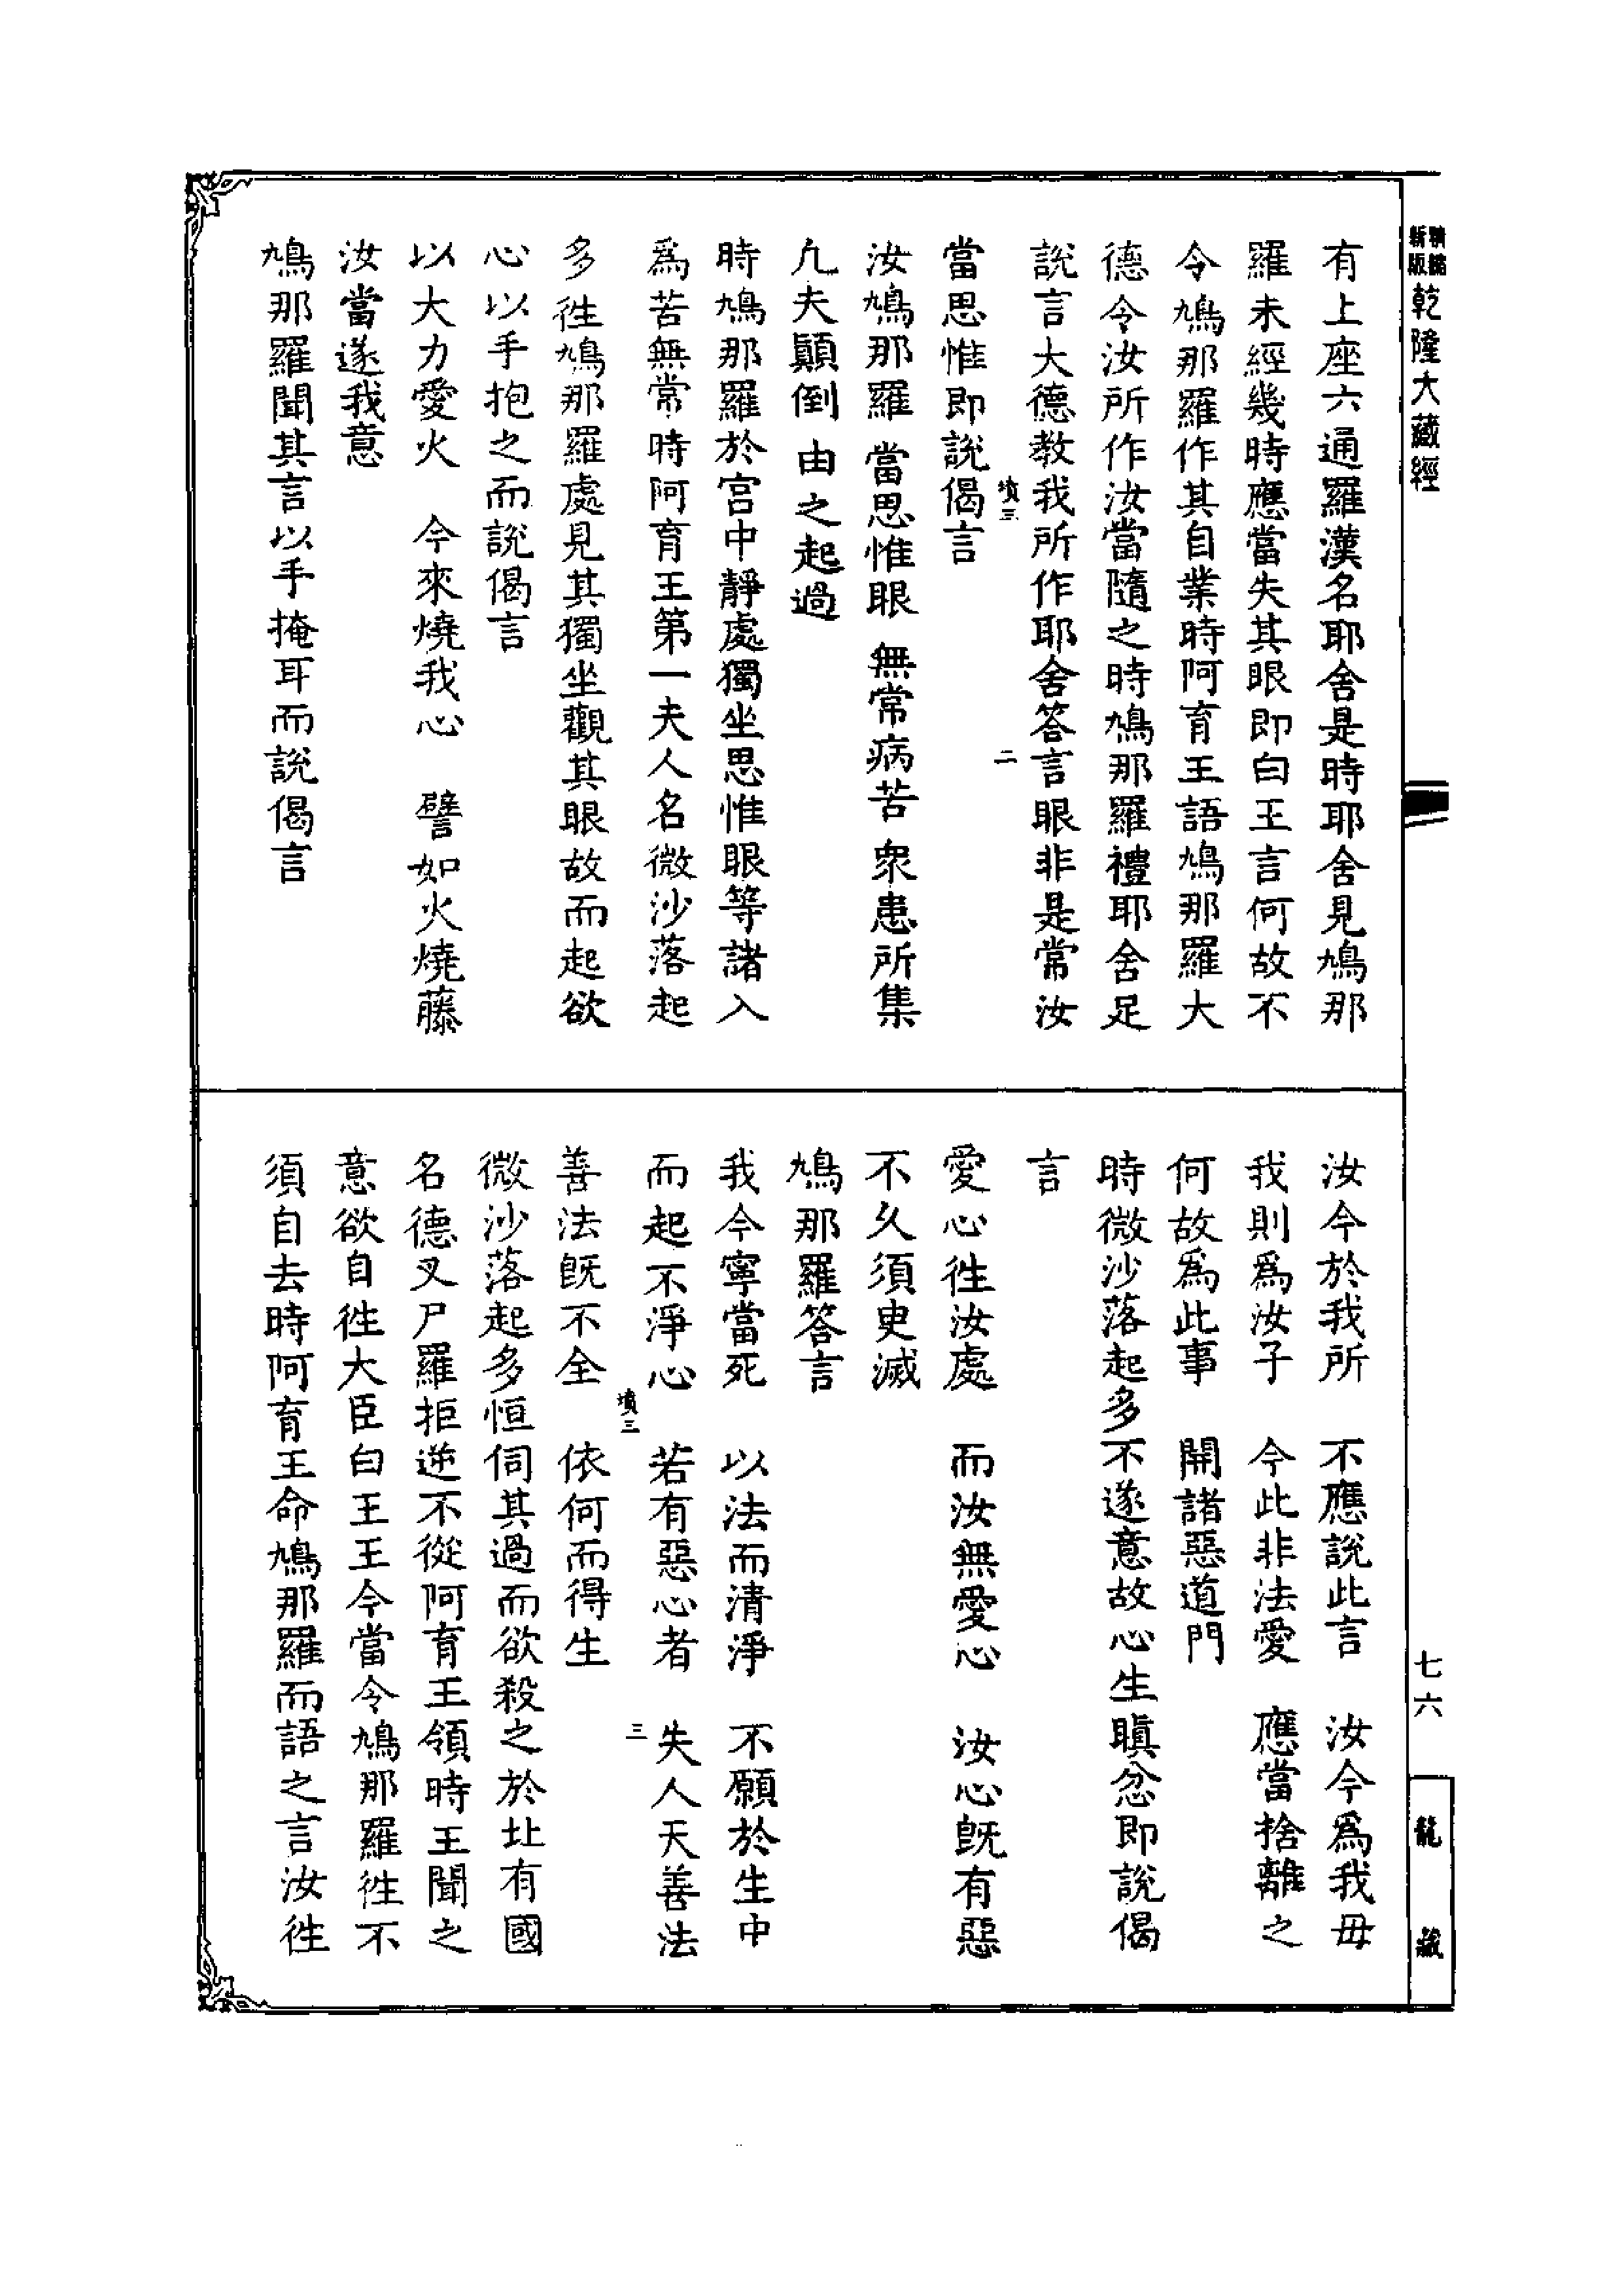 新版
乾隆大藏經
有上座六通羅漢名耶舍是時耶舍見鳩那
羅未經幾時應當失其眼即白王言何故不
令鳩那羅作其自業時阿育王語鳩那羅大
德令汝所作汝當隨之時鳩那羅禮耶舍足
說言大德教我所作耶舍答言眼非是常汝
墳三
二
當思惟即說偈言
汝鳩那羅 當思惟眼 無常病苦 衆患所集
凡夫顚倒 由之起過
時鳩那羅於宮中靜處獨坐思惟眼等諸入
爲苦無常時阿育王第一夫人名微沙落起
多徃鳩那羅處見其獨坐觀其眼故而起欲
心以手抱之而說偈言
以大力愛火 今來燒我心 譬如火燒藤
汝當遂我意
鳩那羅聞其言以手掩耳而說偈言
汝今於我所 不應說此言 汝今爲我毋
我則爲汝子 今此非法愛 應當捨離之
何故爲此事 開諸惡道門
時微沙落起多不遂意故心生瞋忿即說偈
言
愛心徃汝處 而汝無愛心 汝心旣有惡
不久須臾滅
鳩那羅答言
我今寧當死 以法而清淨 不願於生中
而起不淨心 若有惡心者 失人天善法
墳三
三
善法旣不全 依何而得生
微沙落起多恒伺其過而欲殺之於北有國
名德叉尸羅拒逆不從阿育王領時王聞之
意欲自徃大臣白王王今當令鳩那羅徃不
須自去時阿育王命鳩那羅而語之言汝徃
七六
龍藏